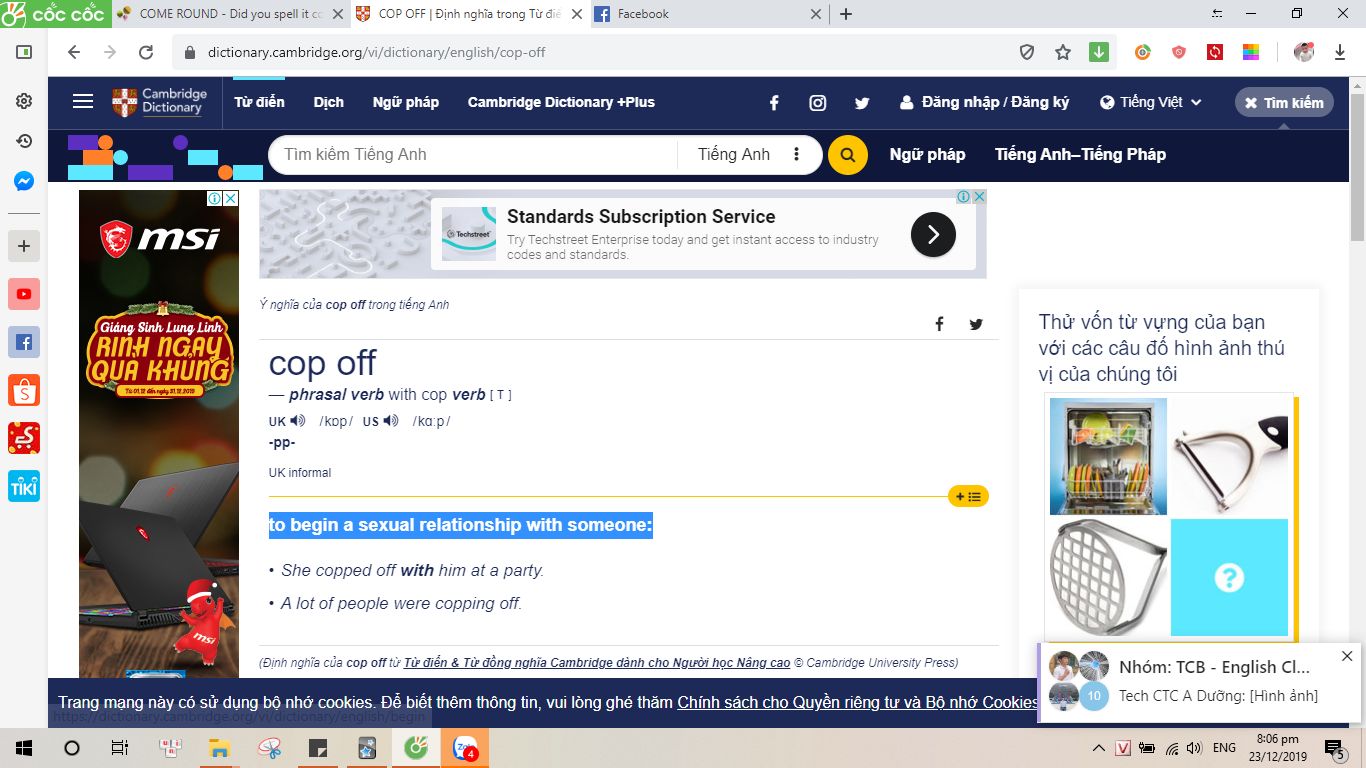 cốc cốc
COME ROUND - Did you spell it co
COP OFF | Định nghĩa trong Từ điể
Facebook
dictionary.cambridge.org/vi/dictionary/english/cop-off
Cambridge
Dictionary
Từ điển Dịch Ngữ pháp Cambridge Dictionary +Plus Đăng nhập / Đăng ký Tiếng Việt Tìm kiếm
Tìm kiếm Tiếng Anh Tiếng Anh Ngữ pháp Tiếng Anh–Tiếng Pháp
msi
Giáng Sinh Lung Linh
RINH NGAY
QUÀ KHỦNG
Từ 01.12 đến ngày 31.12.2019
msi
Techstreet
Standards Subscription Service
Try Techstreet Enterprise today and get instant access to industry
codes and standards.
Ý nghĩa của cop off trong tiếng Anh
cop off
— phrasal verb with cop verb [ T ]
UK /kɒp/ US /kɑːp/
-pp-
UK informal
to begin a sexual relationship with someone:
• She copped off with him at a party.
• A lot of people were copping off.
(Định nghĩa của cop off từ Từ điển & Từ đồng nghĩa Cambridge dành cho Người học Nâng cao © Cambridge University Press)
Thử vốn từ vựng của bạn
với các câu đố hình ảnh thú
vị của chúng tôi
?
TIKI
Trang mạng này có sử dụng bộ nhớ cookies. Để biết thêm thông tin, vui lòng ghé thăm Chính sách cho Quyền riêng tư và Bộ nhớ Cookies
https://dictionary.cambridge.org/vi/dictionary/english/begin
Nhóm: TCB - English Cl...
10
Tech CTC A Dưỡng: [Hình ảnh]
Zalo
4
V
ENG
8:06 pm
23/12/2019
5